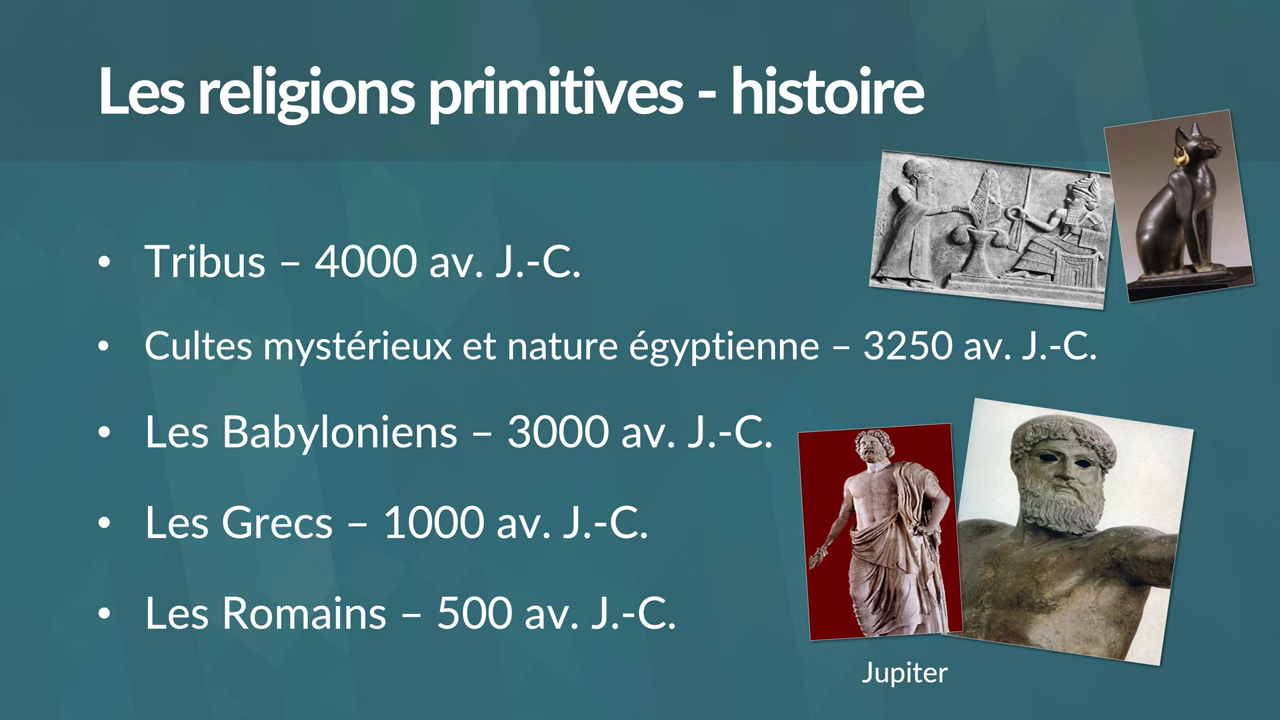 Les religions primitives - histoire
• Tribus – 4000 av. J.-C.
• Cultes mystérieux et nature égyptienne – 3250 av. J.-C.
• Les Babyloniens – 3000 av. J.-C.
• Les Grecs – 1000 av. J.-C.
• Les Romains – 500 av. J.-C.
Jupiter